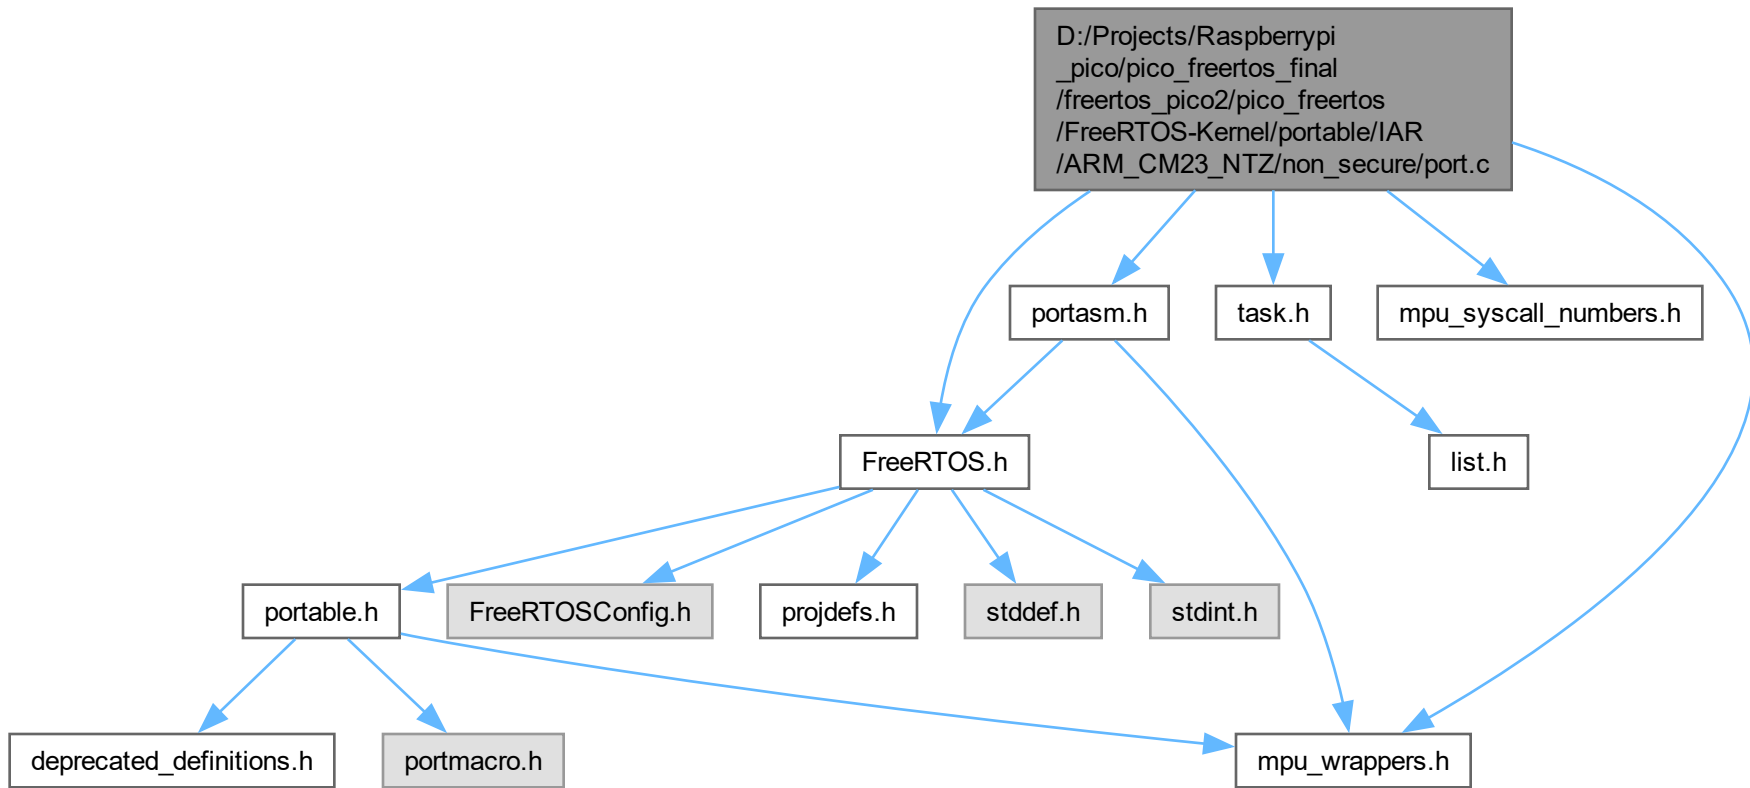 D:/Projects/Raspberrypi
_pico/pico_freertos_final
/freertos_pico2/pico_freertos
/FreeRTOS-Kernel/portable/IAR
/ARM_CM23_NTZ/non_secure/port.c
portasm.h
task.h
mpu_syscall_numbers.h
FreeRTOS.h
list.h
portable.h
FreeRTOSConfig.h
projdefs.h
stddef.h
stdint.h
deprecated_definitions.h
portmacro.h
mpu_wrappers.h